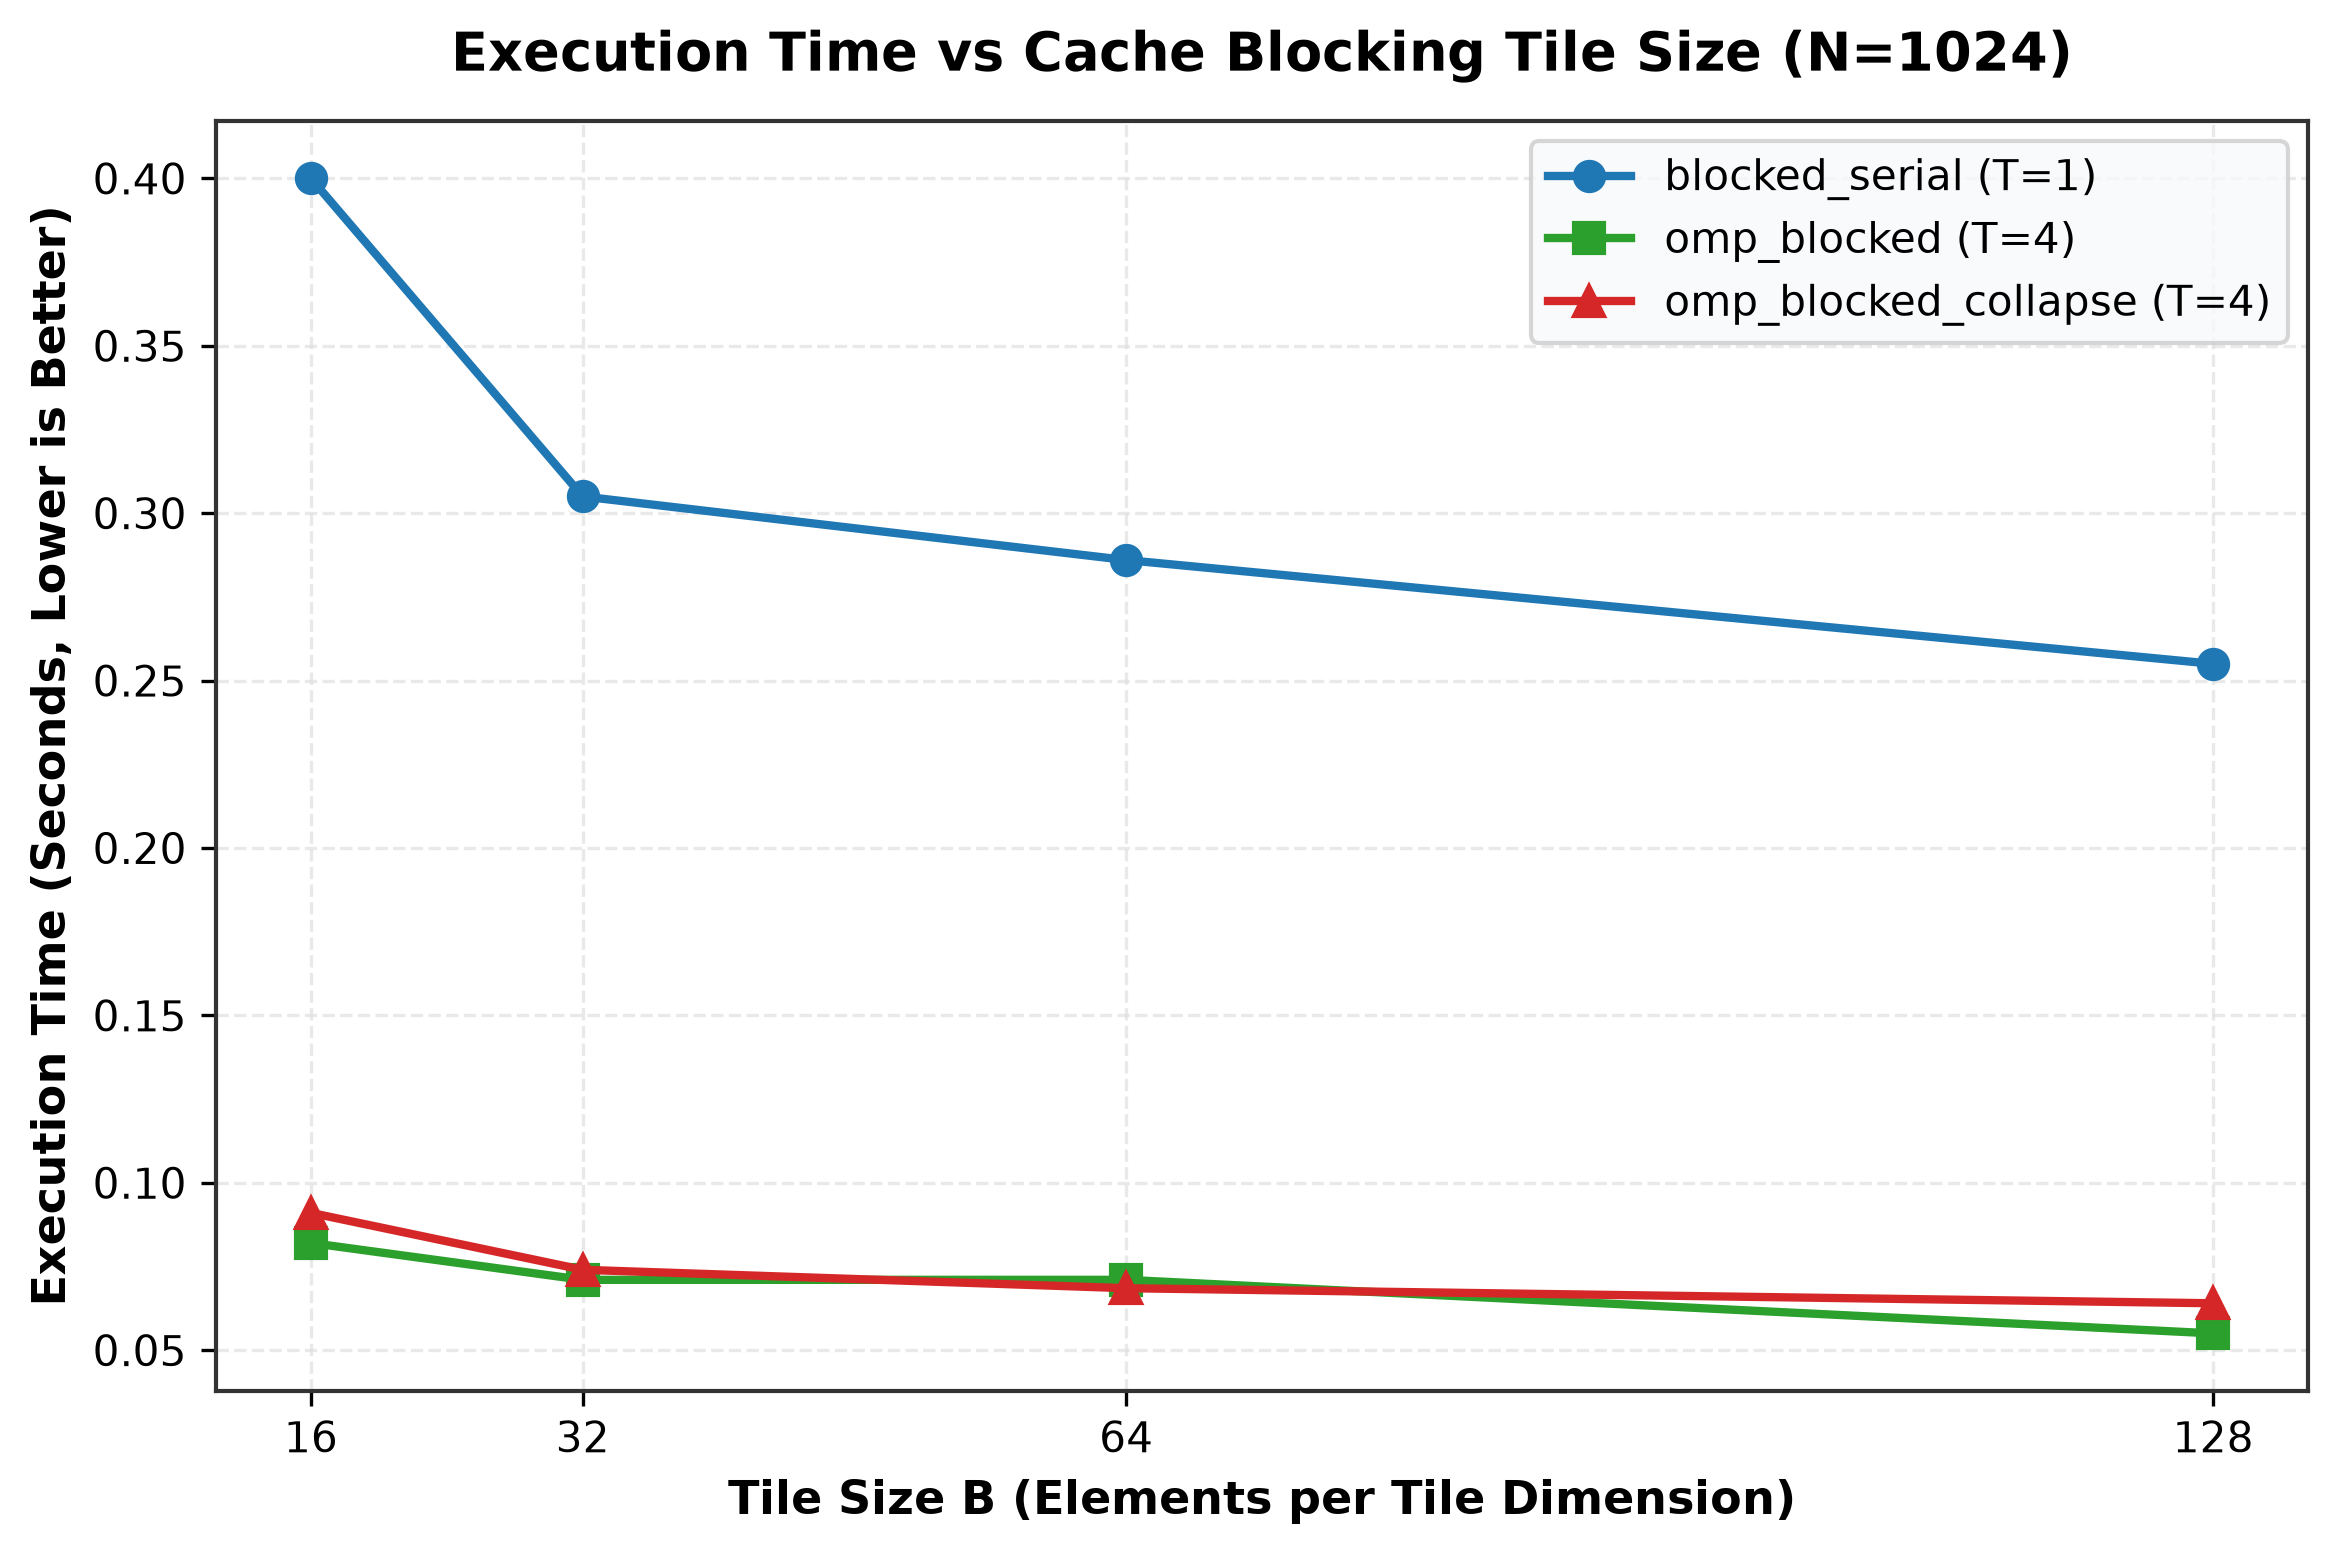 Execution Time vs Cache Blocking Tile Size (N=1024)
blocked_serial (T=1)
omp_blocked (T=4)
omp_blocked_collapse (T=4)
Execution Time (Seconds, Lower is Better)
0.40
0.35
0.30
0.25
0.20
0.15
0.10
0.05
16 32 64 128
Tile Size B (Elements per Tile Dimension)